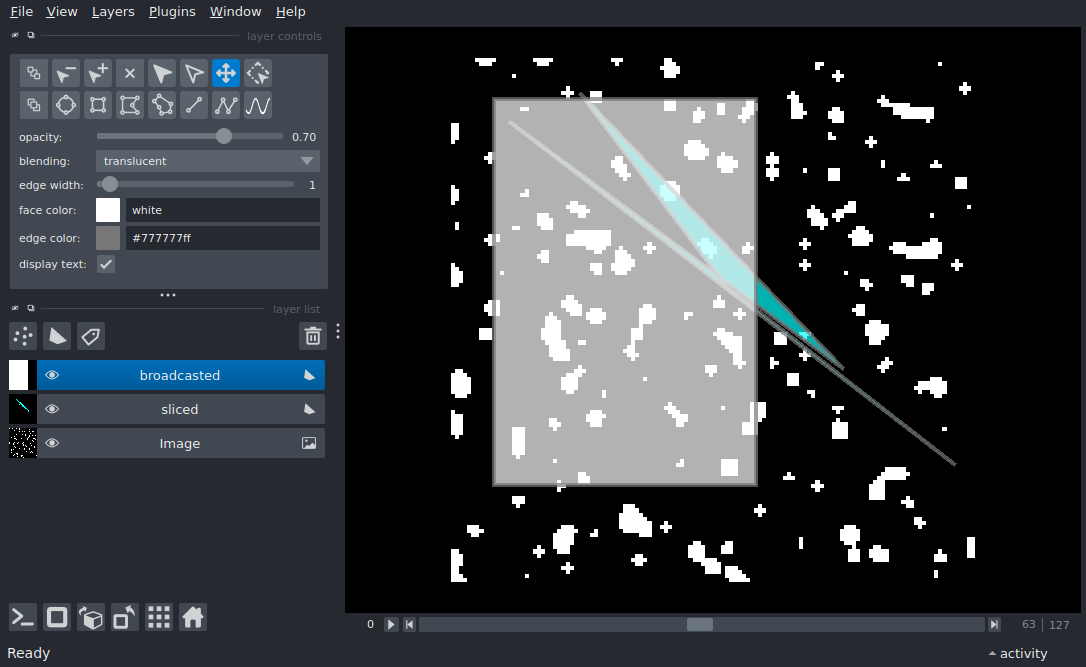 File View Layers Plugins Window Help
layer controls
opacity: 0.70
blending: translucent
edge width: 1
face color: white
edge color: #777777ff
display text:
layer list
broadcasted
sliced
Image
0 63 127
Ready activity